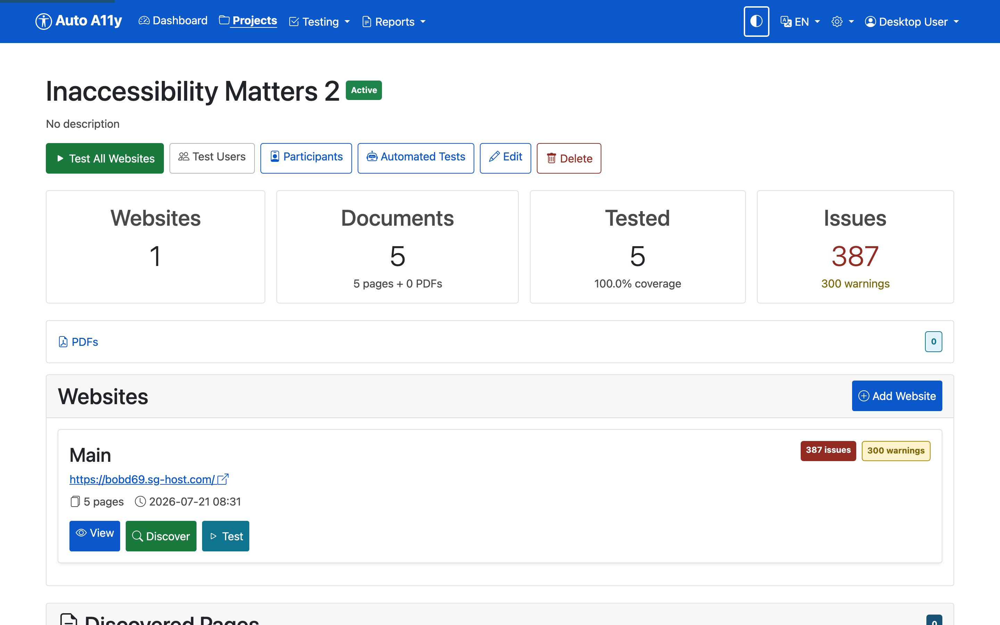 Auto A11y Dashboard Projects Testing Reports EN Desktop User
Inaccessibility Matters 2 Active
No description
Test All Websites Test Users Participants Automated Tests Edit Delete
Websites
1
Documents
5
5 pages + 0 PDFs
Tested
5
100.0% coverage
Issues
387
300 warnings
PDFs 0
Websites Add Website
Main 387 issues 300 warnings
https://bobd69.sg-host.com/
5 pages 2026-07-21 08:31
View Discover Test
Discovered Pages 0